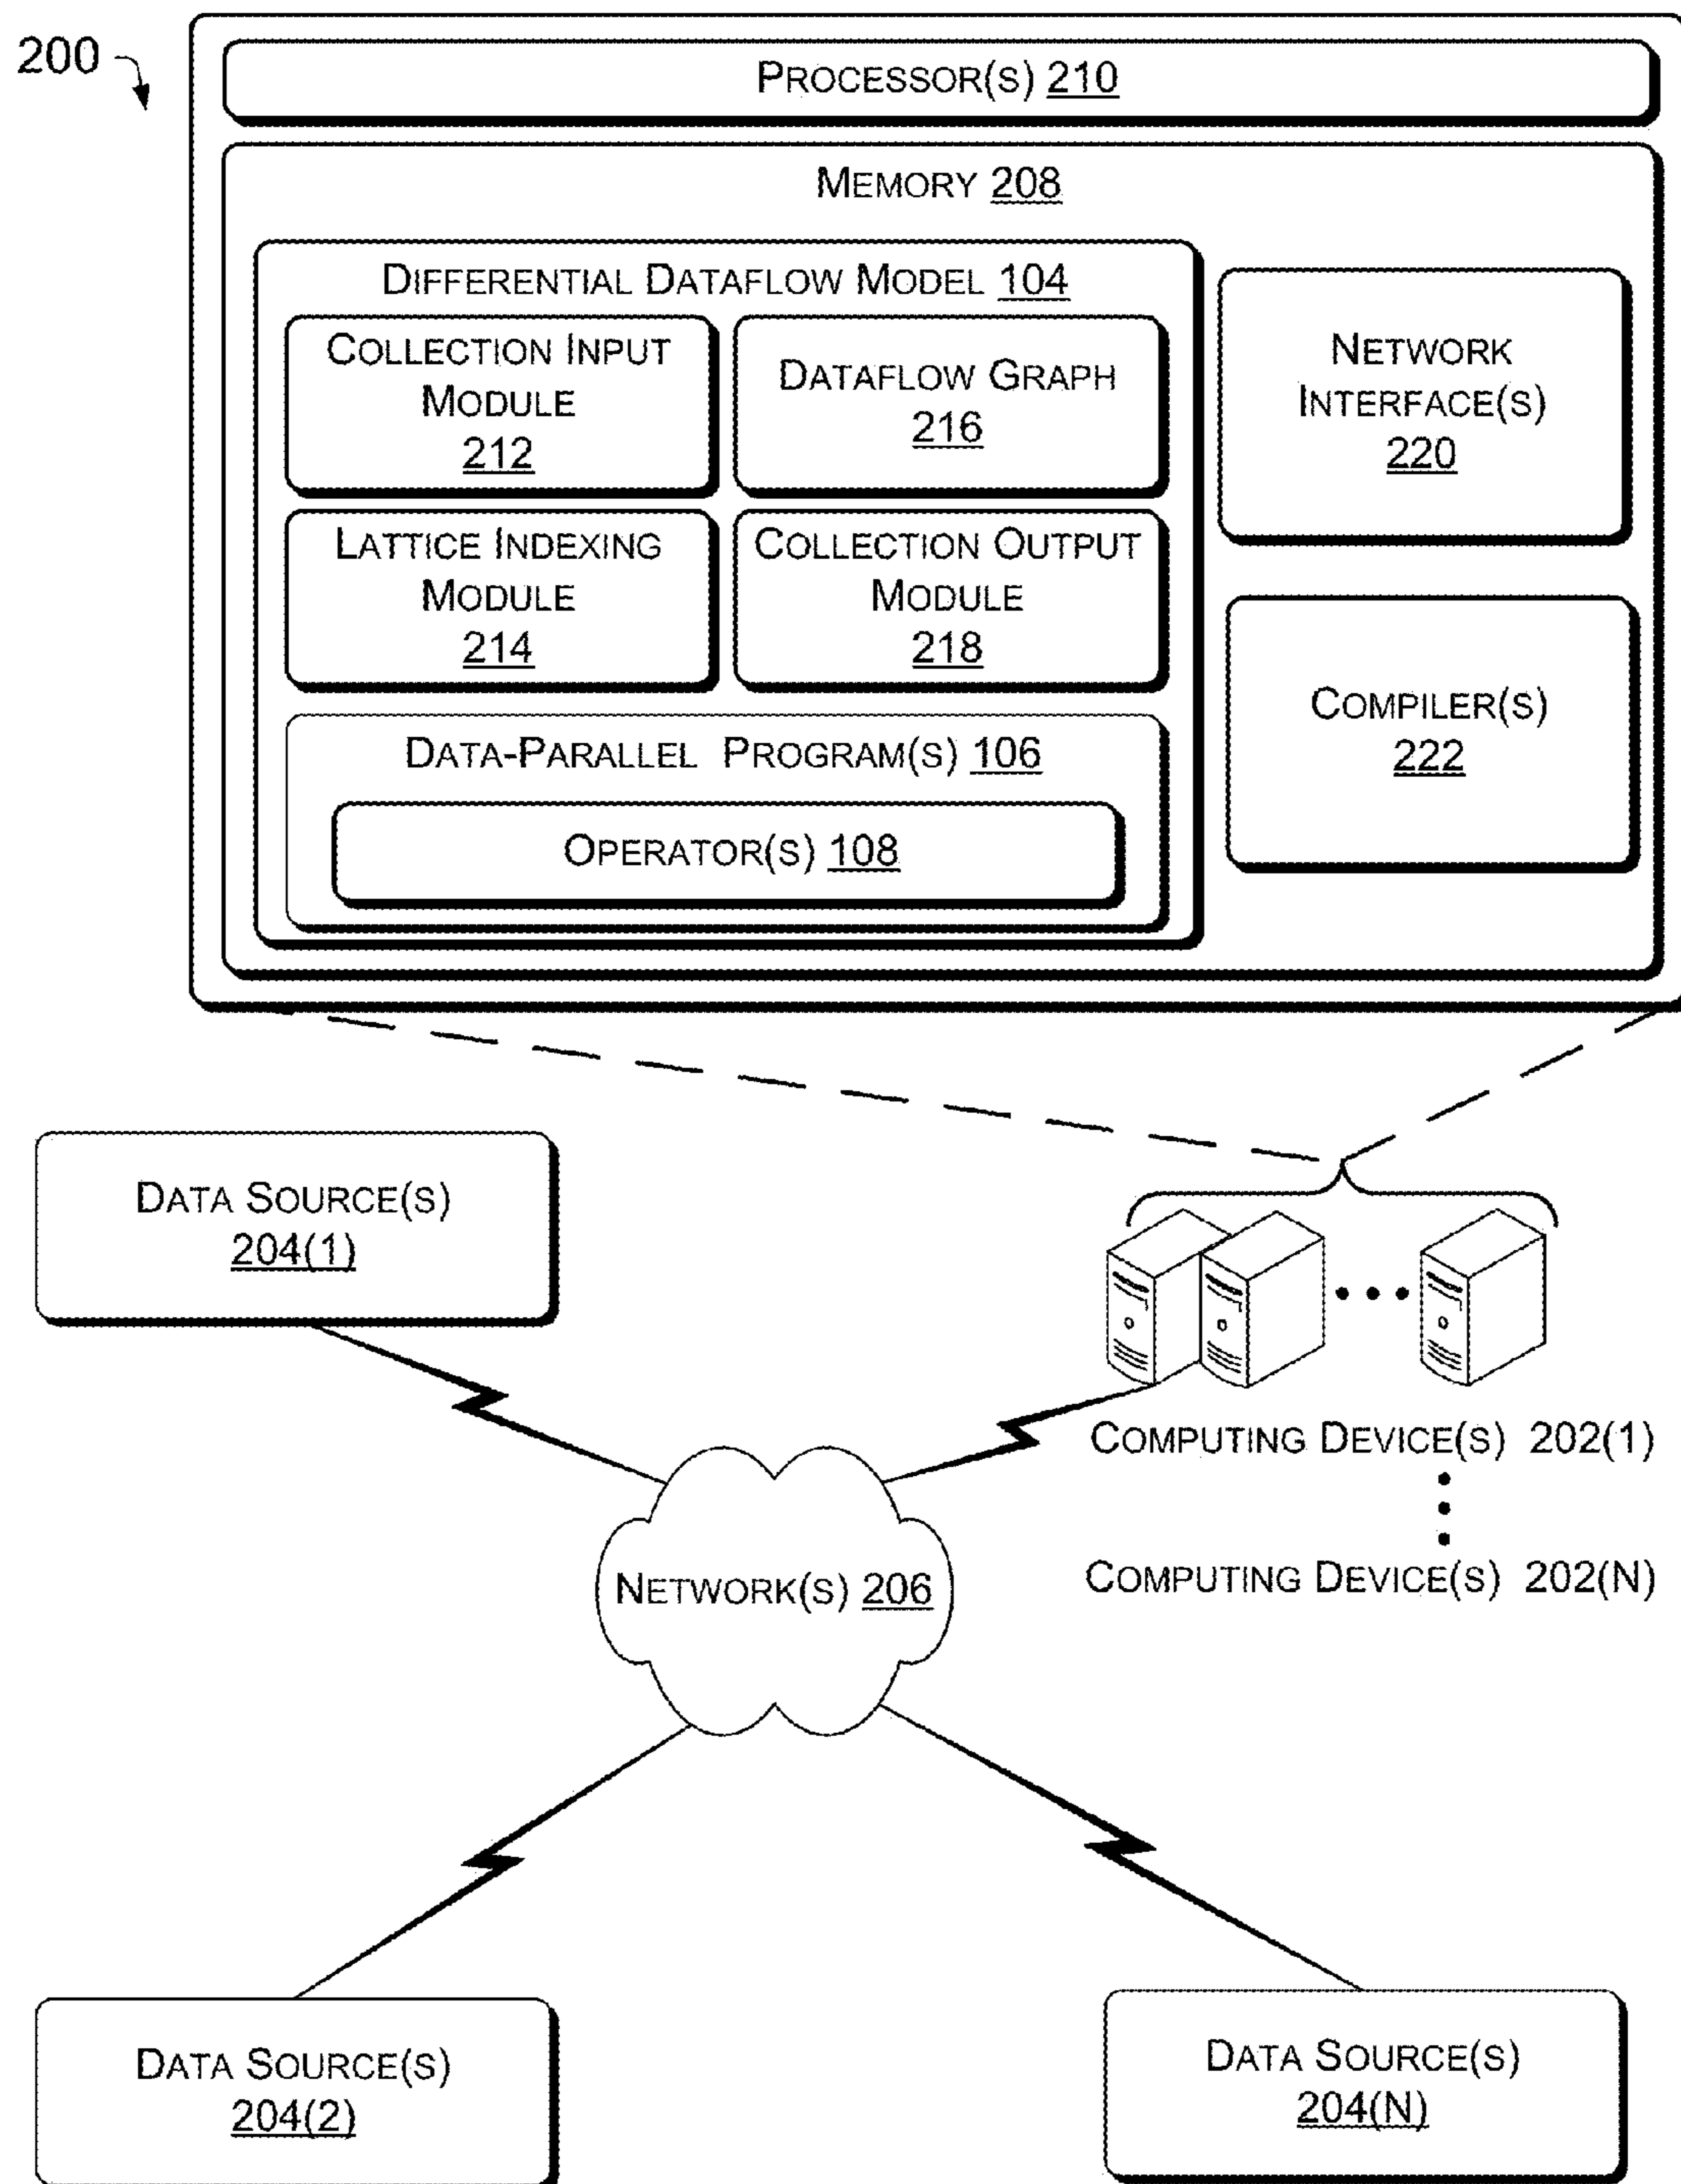 200
PROCESSOR(S) 210
MEMORY 208
DIFFERENTIAL DATAFLOW MODEL 104
COLLECTION INPUT
MODULE
212
DATAFLOW GRAPH
216
LATTICE INDEXING
MODULE
214
COLLECTION OUTPUT
MODULE
218
DATA-PARALLEL PROGRAM(S) 106
OPERATOR(S) 108
NETWORK
INTERFACE(S)
220
COMPILER(S)
222
DATA SOURCE(S)
204(1)
COMPUTING DEVICE(S) 202(1)
COMPUTING DEVICE(S) 202(N)
NETWORK(S) 206
DATA SOURCE(S)
204(2)
DATA SOURCE(S)
204(N)